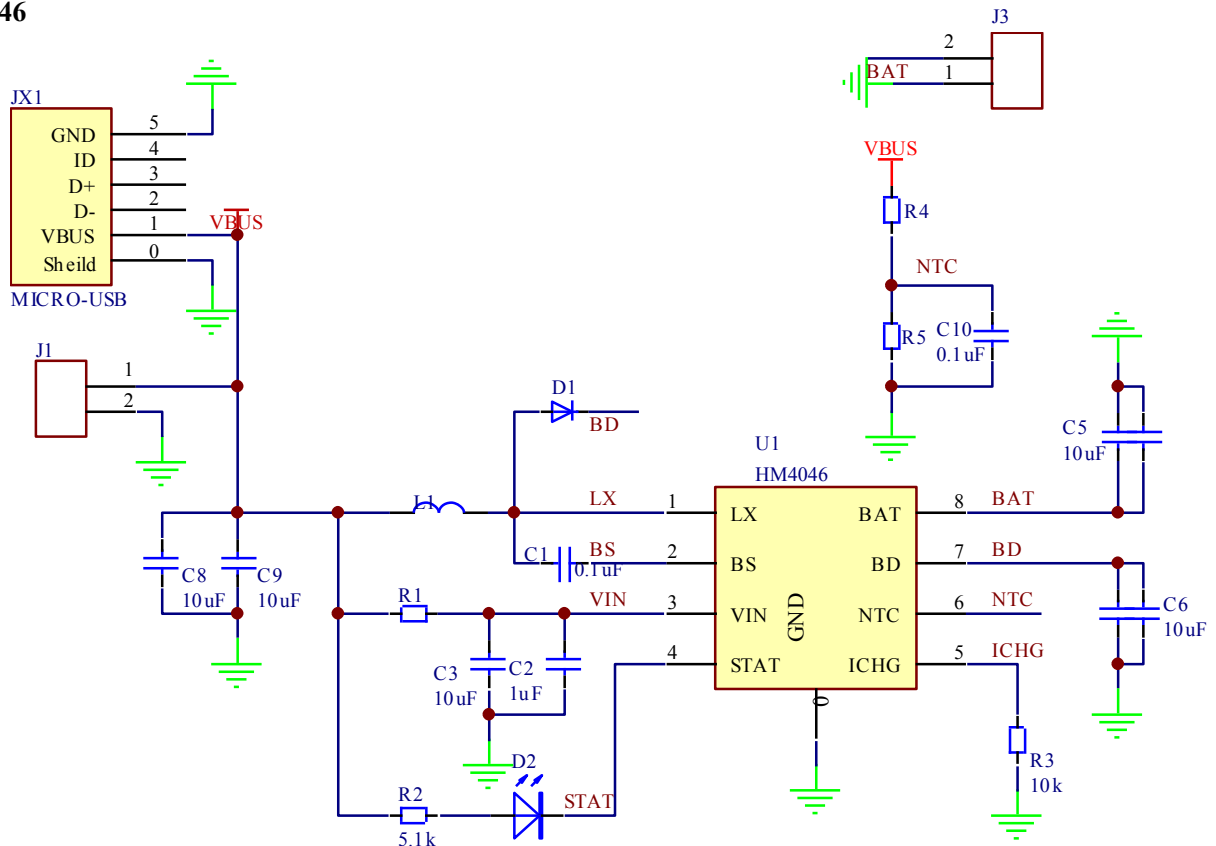 46
J3
2
BAT
1
JX1
GND 5
ID 4
D+ 3
D- 2
VBUS 1
Sheild 0
VBUS
MICRO-USB
VBUS
R4
NTC
R5
C10
0.1uF
J1
1
2
D1
BD
U1
HM4046
C5
10uF
L1
LX 1
LX
BAT
8 BAT
C1
0.1uF
BS 2
BS
BD
7 BD
C8
10uF
C9
10uF
R1
VIN 3
VIN
NTC
6 NTC
GND
C6
10uF
4
STAT
ICHG
5 ICHG
C3
10uF
C2
1uF
0
R3
10k
D2
R2
5.1k
STAT